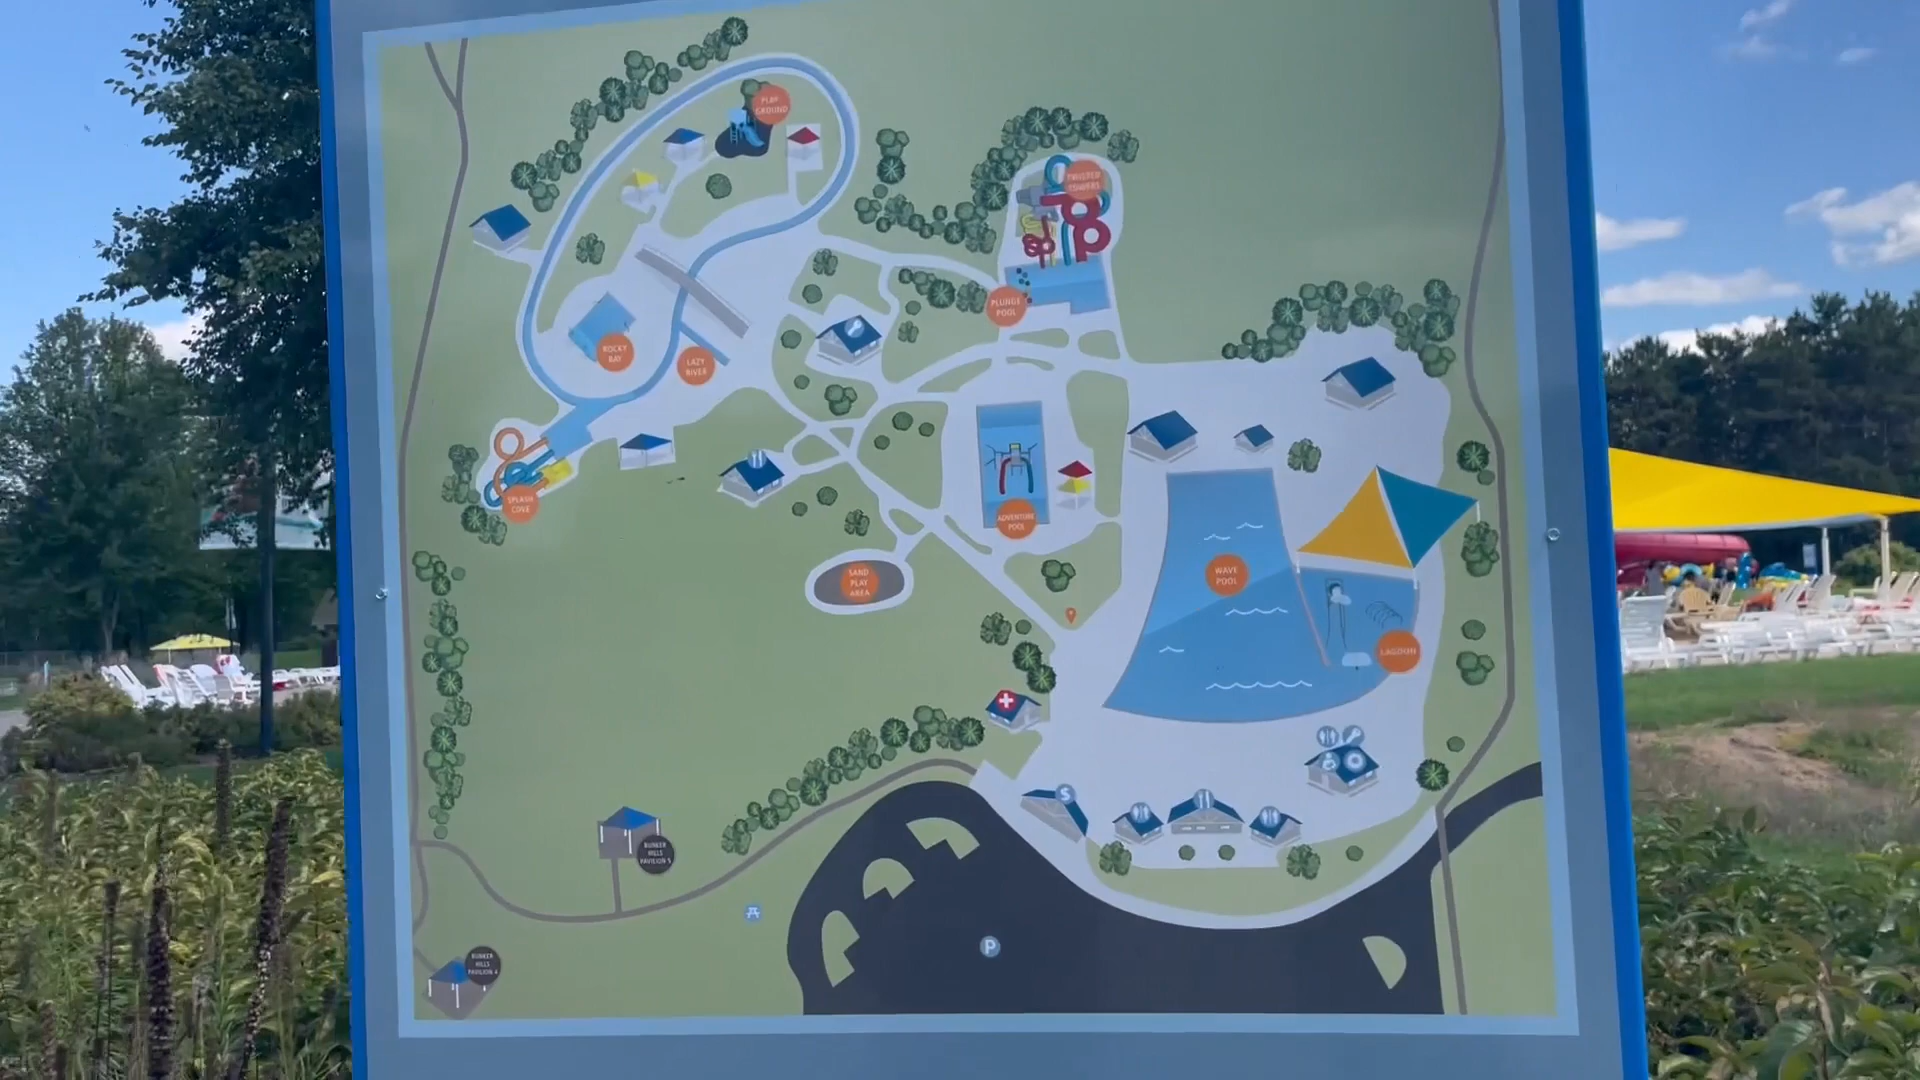 PLAY
GROUND
TWISTED
TOWERS
PLUNGE
POOL
ROCKY
BAY
LAZY
RIVER
SPLASH
COVE
ADVENTURE
POOL
SAND
PLAY
AREA
WAVE
POOL
LAGOON
S
BUNKER
HILLS
PAVILION 5
P
BUNKER
HILLS
PAVILION 4